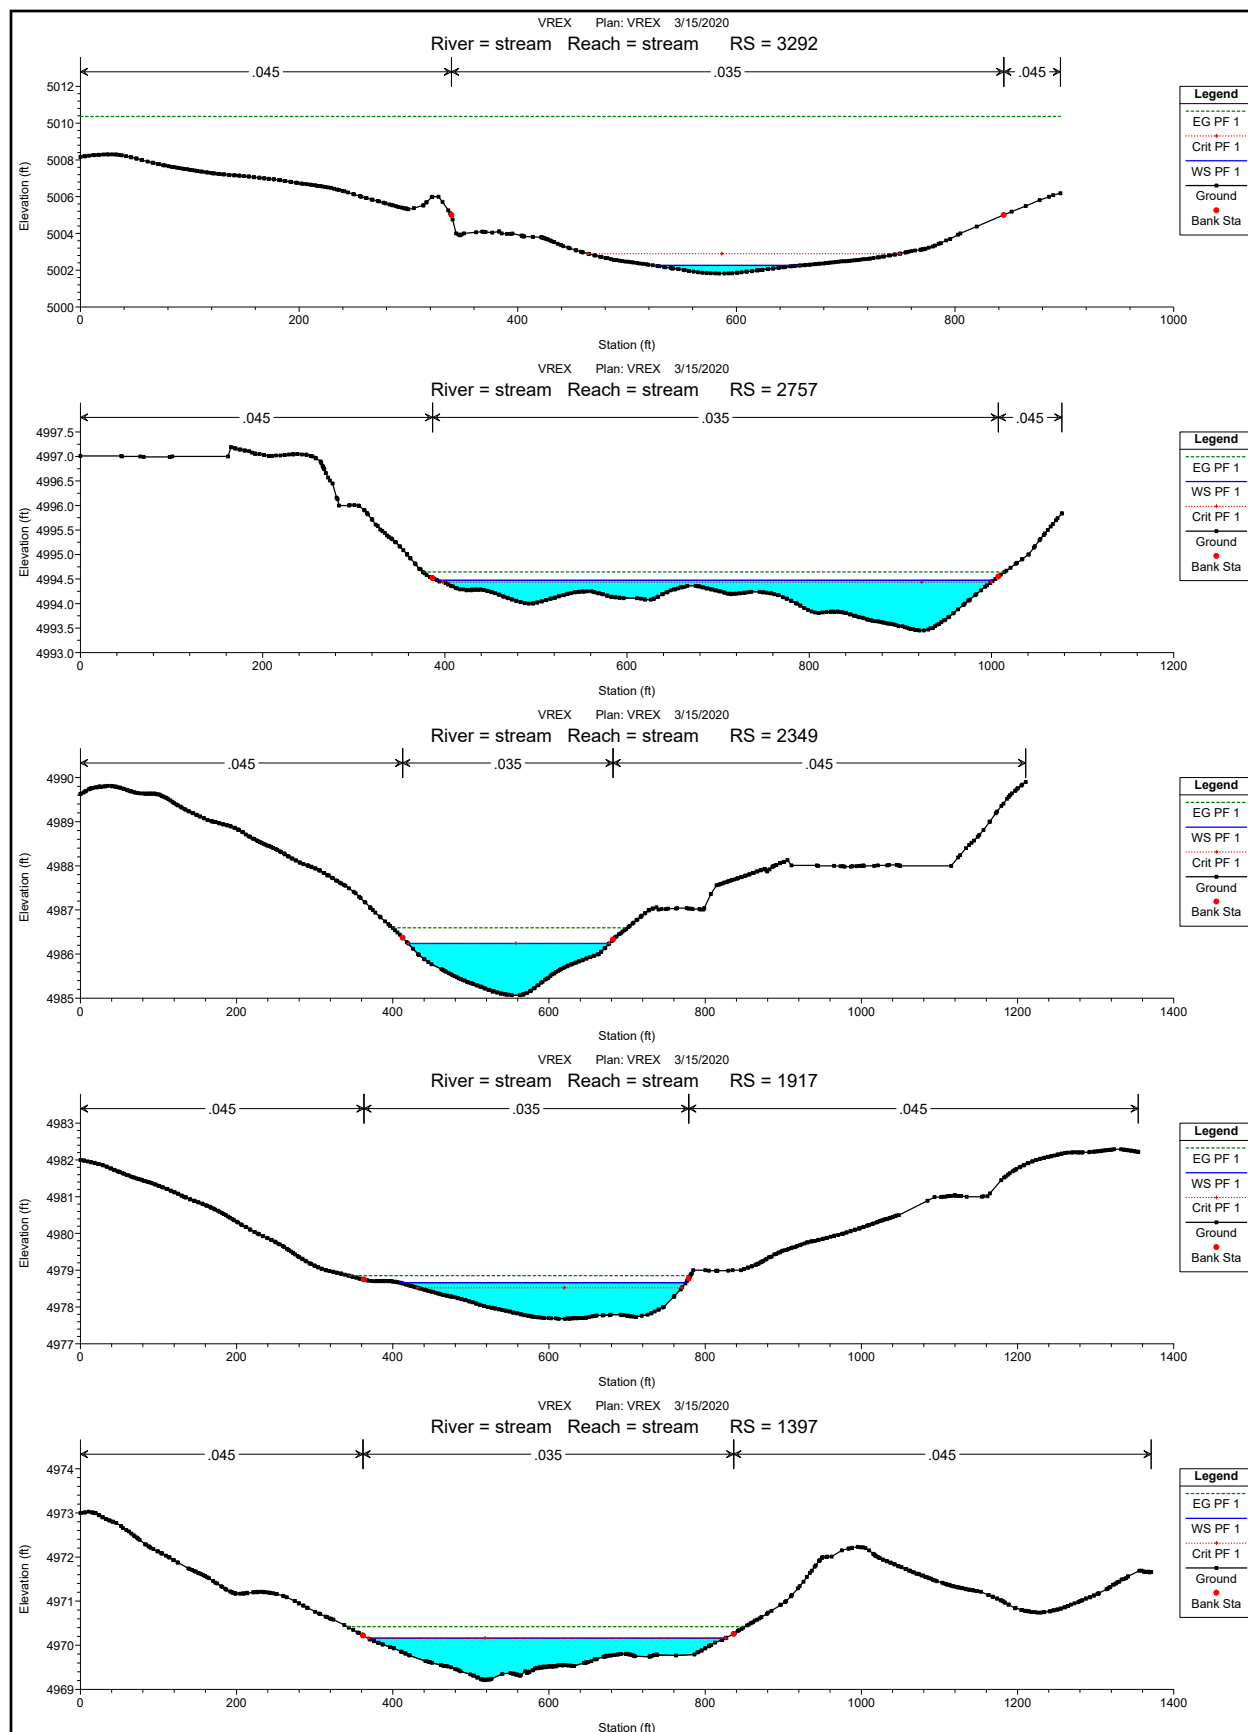 VREX Plan: VREX 3/15/2020
River = stream Reach = stream RS = 3292
.045 .035 .045
5012
5010
5008
5006
5004
5002
5000
Elevation (ft)
0 200 400 600 800 1000
Station (ft)
Legend
EG PF 1
Crit PF 1
WS PF 1
Ground
Bank Sta
VREX Plan: VREX 3/15/2020
River = stream Reach = stream RS = 2757
.045 .035 .045
4997.5
4997.0
4996.5
4996.0
4995.5
4995.0
4994.5
4994.0
4993.5
4993.0
Elevation (ft)
0 200 400 600 800 1000 1200
Station (ft)
Legend
EG PF 1
WS PF 1
Crit PF 1
Ground
Bank Sta
VREX Plan: VREX 3/15/2020
River = stream Reach = stream RS = 2349
.045 .035 .045
4990
4989
4988
4987
4986
4985
Elevation (ft)
0 200 400 600 800 1000 1200 1400
Station (ft)
Legend
EG PF 1
WS PF 1
Crit PF 1
Ground
Bank Sta
VREX Plan: VREX 3/15/2020
River = stream Reach = stream RS = 1917
.045 .035 .045
4983
4982
4981
4980
4979
4978
4977
Elevation (ft)
0 200 400 600 800 1000 1200 1400
Station (ft)
Legend
EG PF 1
WS PF 1
Crit PF 1
Ground
Bank Sta
VREX Plan: VREX 3/15/2020
River = stream Reach = stream RS = 1397
.045 .035 .045
4974
4973
4972
4971
4970
4969
Elevation (ft)
0 200 400 600 800 1000 1200 1400
Station (ft)
Legend
EG PF 1
WS PF 1
Crit PF 1
Ground
Bank Sta